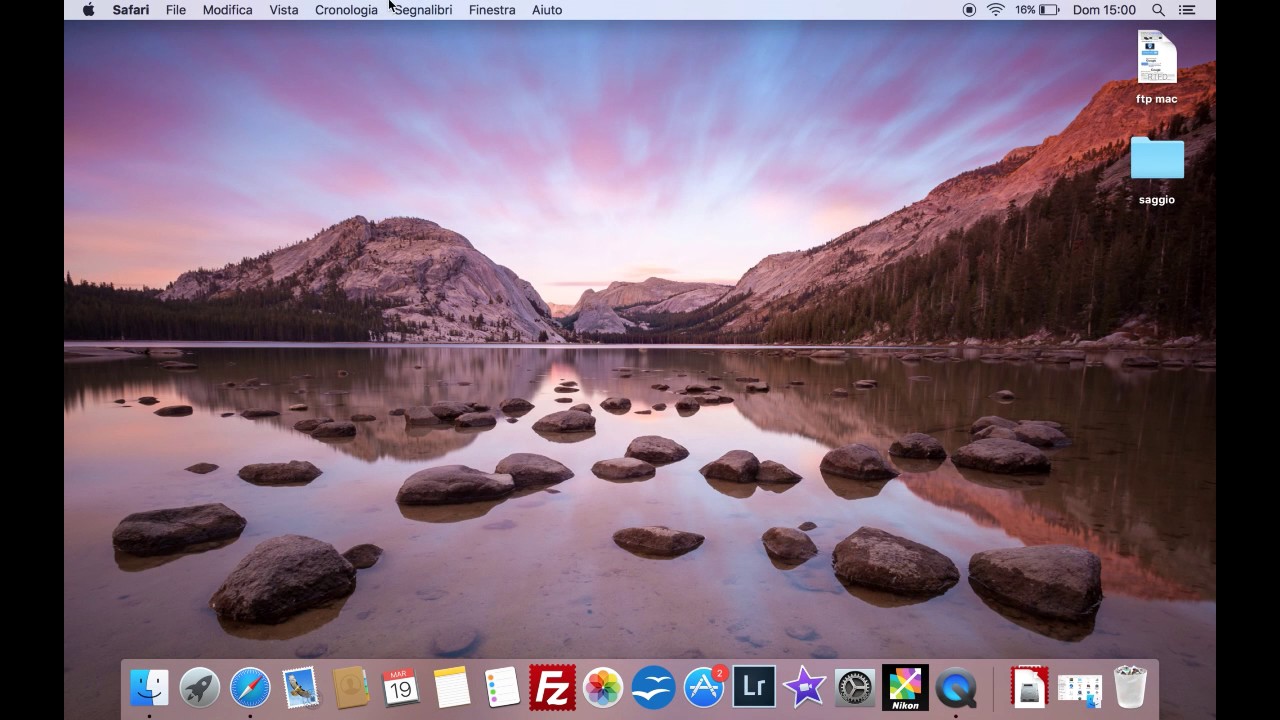 Safari File Modifica Vista Cronologia Segnalibri Finestra Aiuto 16% Dom 15:00
ftp mac
saggio
MAR
19
Fz
2
Lr
Nikon